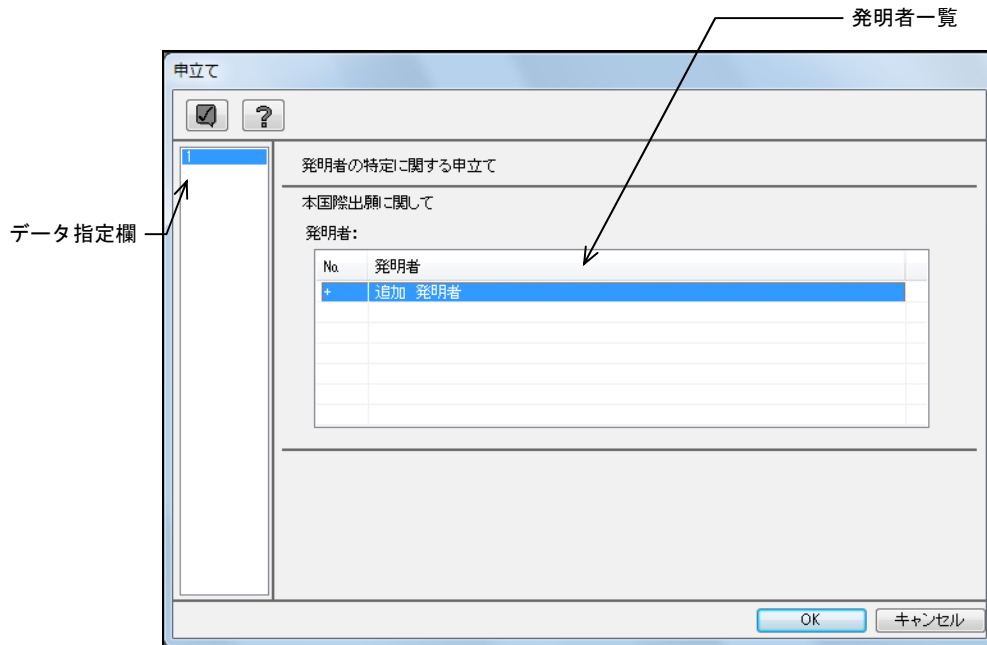 発明者一覧
申立て
1
発明者の特定に関する申立て
本国際出願に関して
データ指定欄
発明者:
No. 発明者
+ 追加 発明者
OK キャンセル